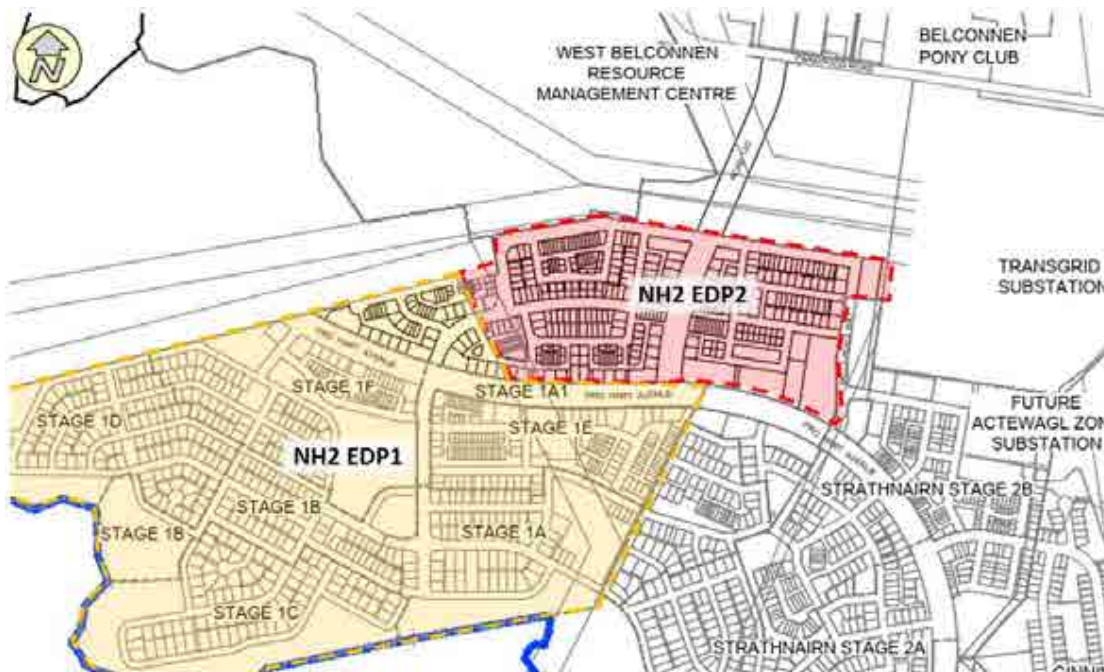 N
WEST BELCONNEN
RESOURCE
MANAGEMENT CENTRE
BELCONNEN
PONY CLUB
TRANSGRID
SUBSTATION
NH2 EDP2
STAGE 1F
STAGE 1A1
STAGE 1D
STAGE 1E
FUTURE
ACTEWAGL ZON
SUBSTATION
NH2 EDP1
STRATHNAIRN STAGE 2B
STAGE 1B
STAGE 1B
STAGE 1A
STAGE 1C
STRATHNAIRN STAGE 2A